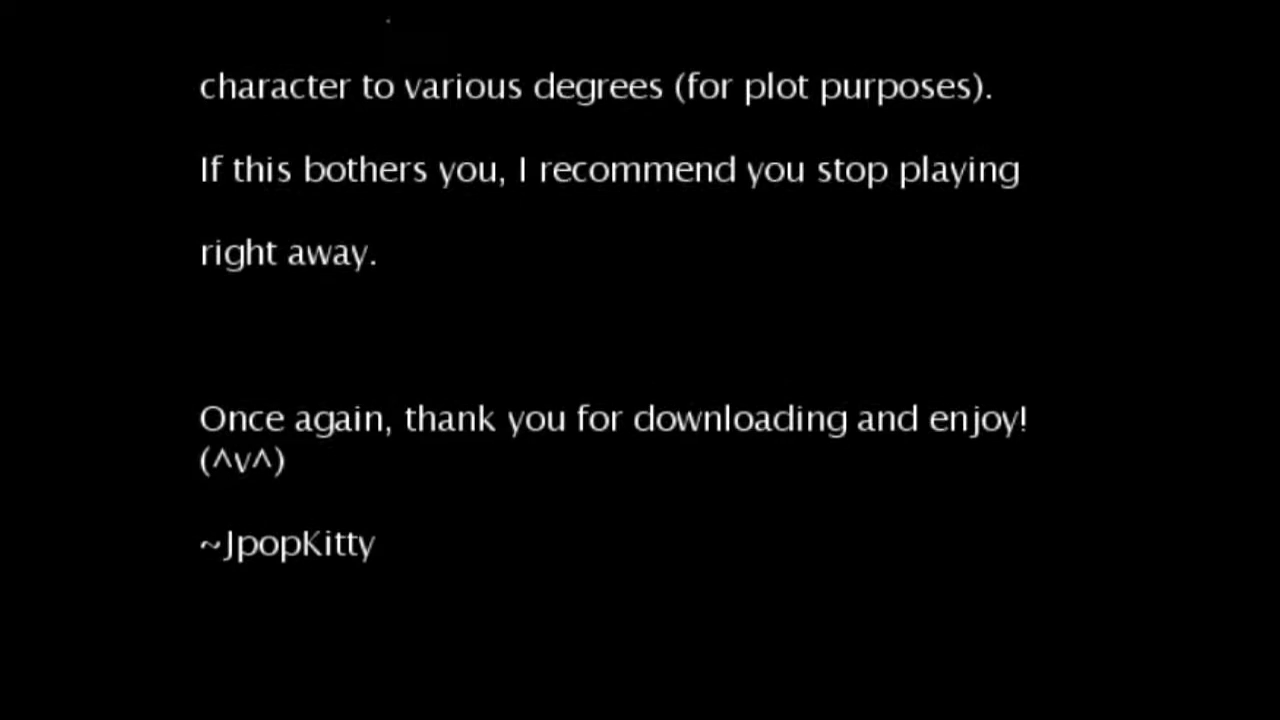 character to various degrees (for plot purposes).
If this bothers you, I recommend you stop playing
right away.
Once again, thank you for downloading and enjoy!
(^v^)
~JpopKitty